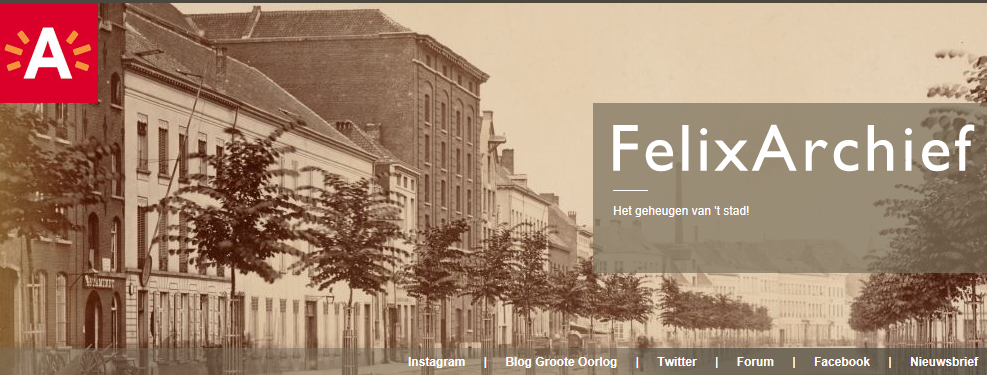 A
FelixArchief
Het geheugen van 't stad!
Instagram | Blog Groote Oorlog | Twitter | Forum | Facebook | Nieuwsbrief